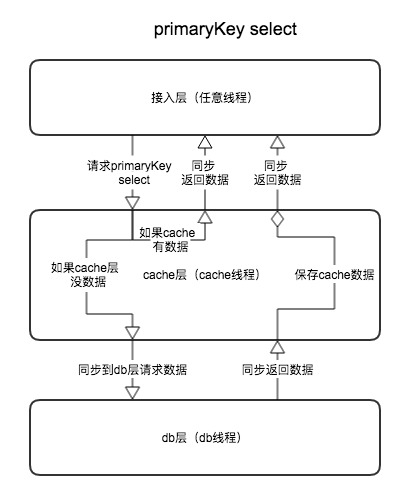 primaryKey select
接入层（任意线程）
请求primaryKey
select
同步
返回数据
同步
返回数据
如果cache
有数据
如果cache层
没数据
cache层（cache线程）
保存cache数据
同步到db层请求数据
同步返回数据
db层（db线程）